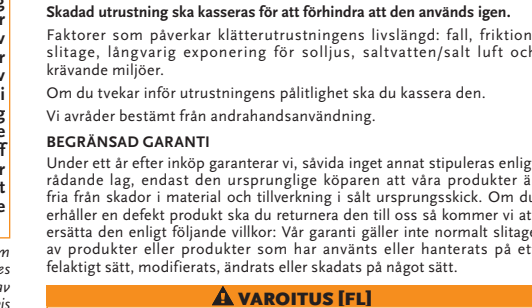 Skadad utrustning ska kasseras för att förhindra att den används igen.
Faktorer som påverkar klätterutrustningens livslängd: fall, friktion
slitage, långvarig exponering för solljus, saltvatten/salt luft och
krävande miljöer.
Om du tvekar inför utrustningens pålitlighet ska du kassera den.
Vi avråder bestämt från andrahandsanvändning.
BEGRÄNSAD GARANTI
Under ett år efter inköp garanterar vi, såvida inget annat stipuleras enlig
rådande lag, endast den ursprunglige köparen att våra produkter ä
fria från skador i material och tillverkning i sålt ursprungsskick. Om du
erhåller en defekt produkt ska du returnera den till oss så kommer vi at
ersätta den enligt följande villkor: Vår garanti gäller inte normalt slitage
av produkter eller produkter som har använts eller hanterats på et
felaktigt sätt, modifierats, ändrats eller skadats på något sätt.
VAROITUS [FL]